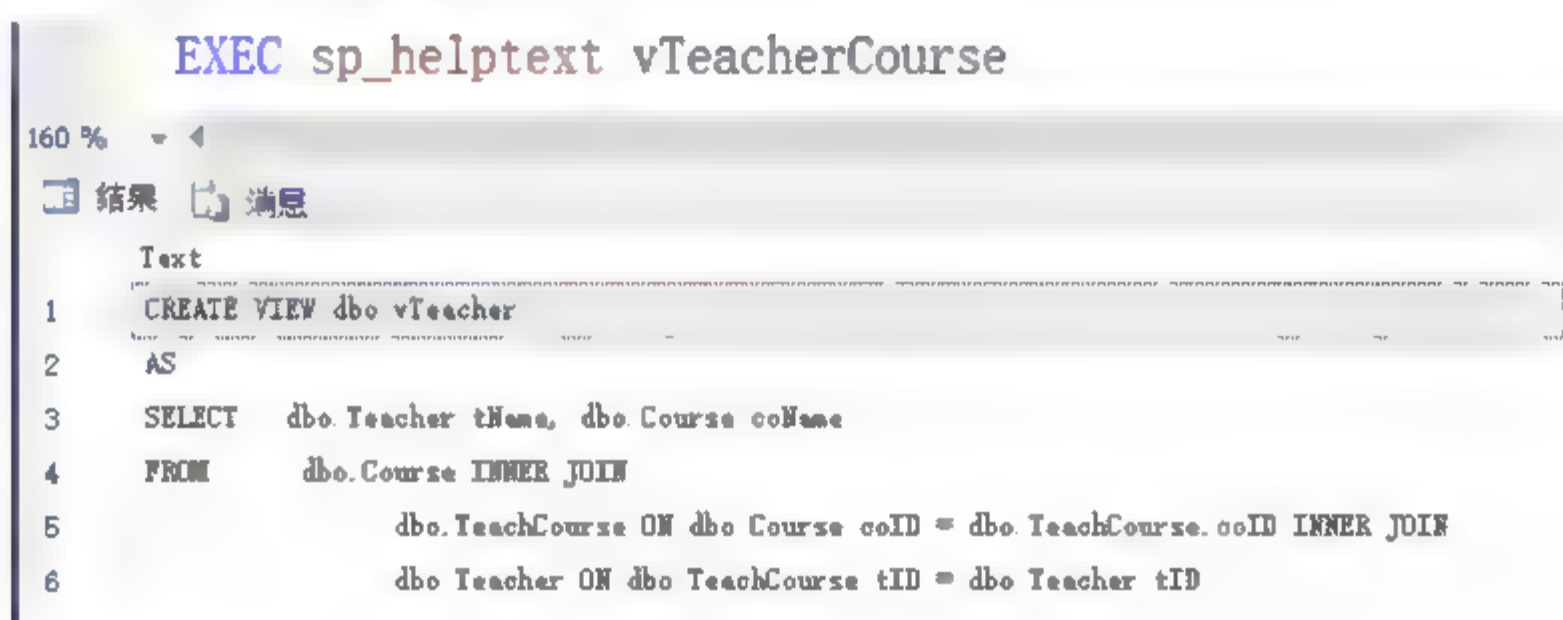 EXEC sp_helptext vTeacherCourse
160 %
结果 消息
Text
1 CREATE VIEW dbo.vTeacher
2 AS
3 SELECT dbo.Teacher.tName, dbo.Course.coName
4 FROM dbo.Course INNER JOIN
5 dbo.TeachCourse ON dbo.Course.coID = dbo.TeachCourse.coID INNER JOIN
6 dbo.Teacher ON dbo.TeachCourse.tID = dbo.Teacher.tID